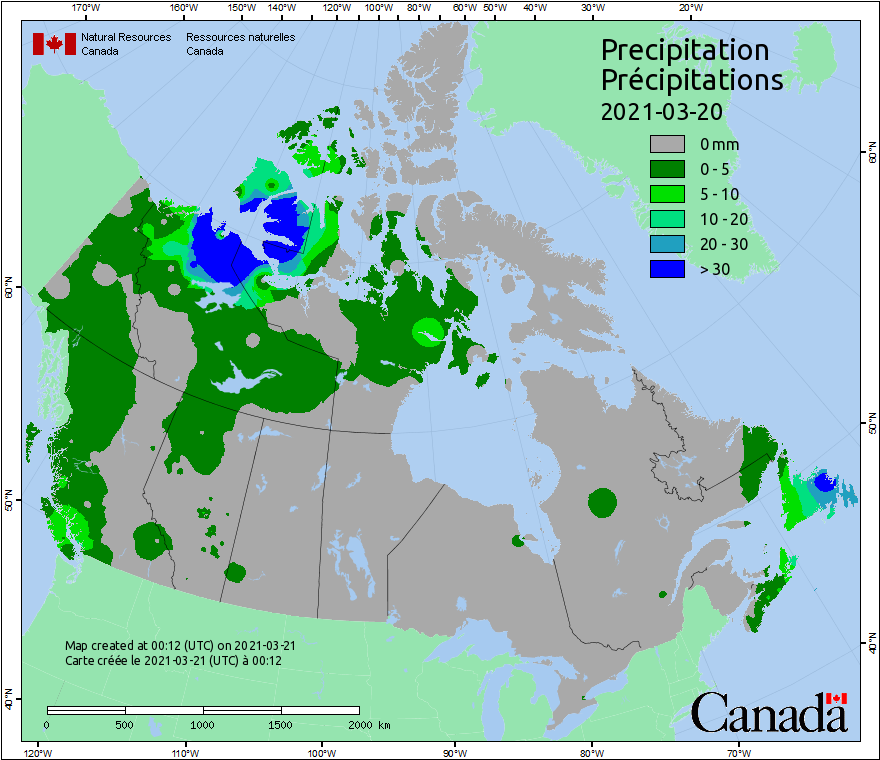 170°W 160°W 150°W 140°W 120°W 100°W 80°W 60°W 50°W 40°W 30°W 20°W
Natural Resources Ressources naturelles
Canada Canada
Precipitation
Précipitations
2021-03-20
0 mm
0 - 5
5 - 10
10 - 20
20 - 30
> 30
60°N
50°N
40°N
60°N
50°N
40°N
Map created at 00:12 (UTC) on 2021-03-21
Carte créée le 2021-03-21 (UTC) à 00:12
0 500 1000 1500 2000 km
Canada
120°W 110°W 100°W 90°W 80°W 70°W